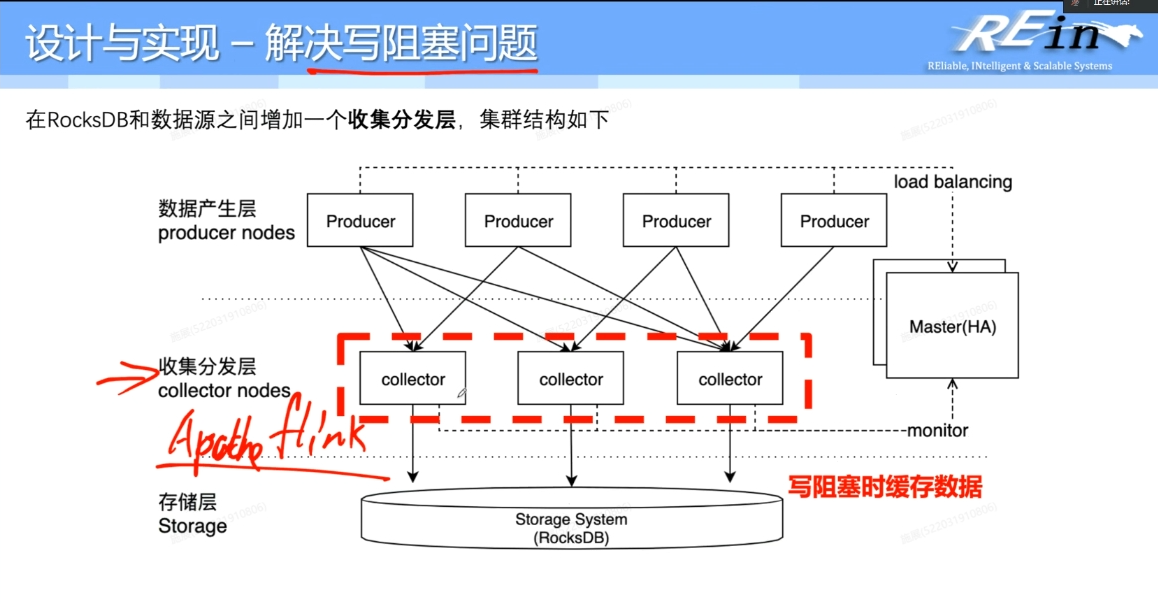 正在讲话:
设计与实现 – 解决写阻塞问题
REin
REliable, INtelligent & Scalable Systems
在RocksDB和数据源之间增加一个收集分发层，集群结构如下
load balancing
数据产生层
producer nodes
Producer
Producer
Producer
Producer
Master(HA)
收集分发层
collector nodes
collector
collector
collector
Apache flink
monitor
写阻塞时缓存数据
存储层
Storage
Storage System
(RocksDB)